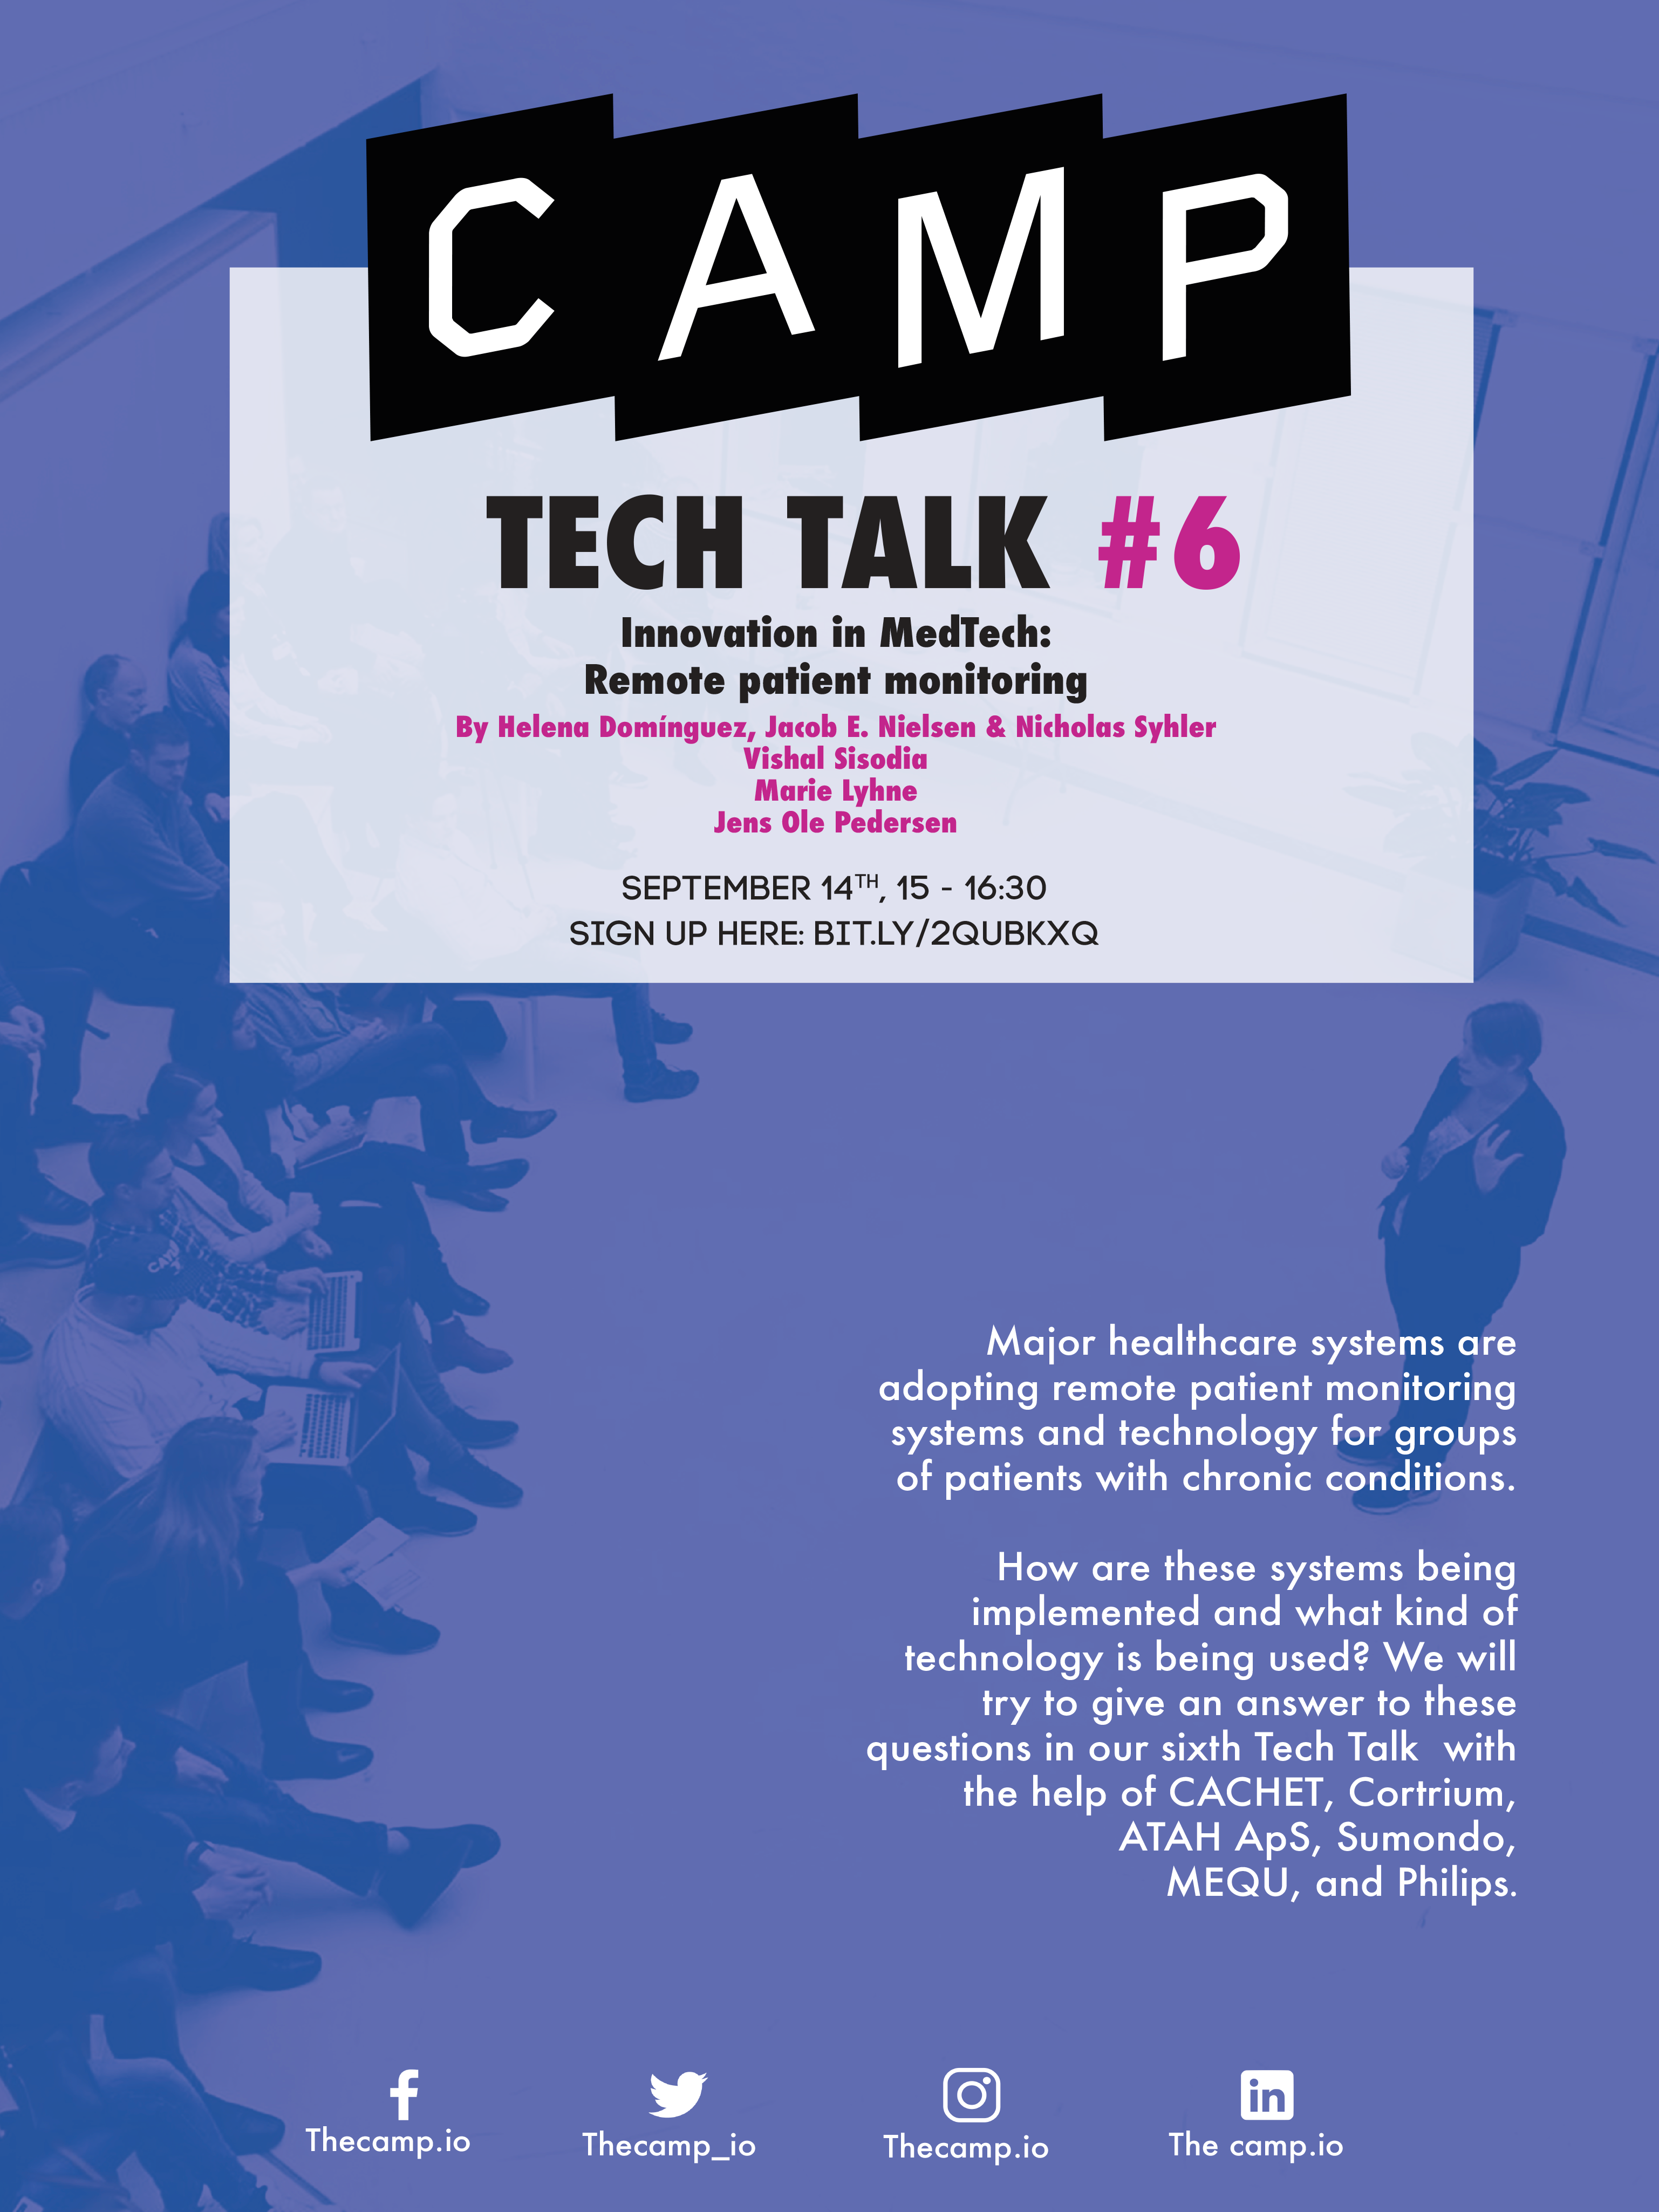 CAMP
TECH TALK #6
Innovation in MedTech:
Remote patient monitoring
By Helena Domínguez, Jacob E. Nielsen & Nicholas Syhler
Vishal Sisodia
Marie Lyhne
Jens Ole Pedersen
SEPTEMBER 14TH, 15 - 16:30
SIGN UP HERE: BIT.LY/2QUBKXQ
Major healthcare systems are
adopting remote patient monitoring
systems and technology for groups
of patients with chronic conditions.
How are these systems being
implemented and what kind of
technology is being used? We will
try to give an answer to these
questions in our sixth Tech Talk with
the help of CACHET, Cortrium,
ATAH ApS, Sumondo,
MEQU, and Philips.
Thecamp.io
Thecamp_io
Thecamp.io
The camp.io